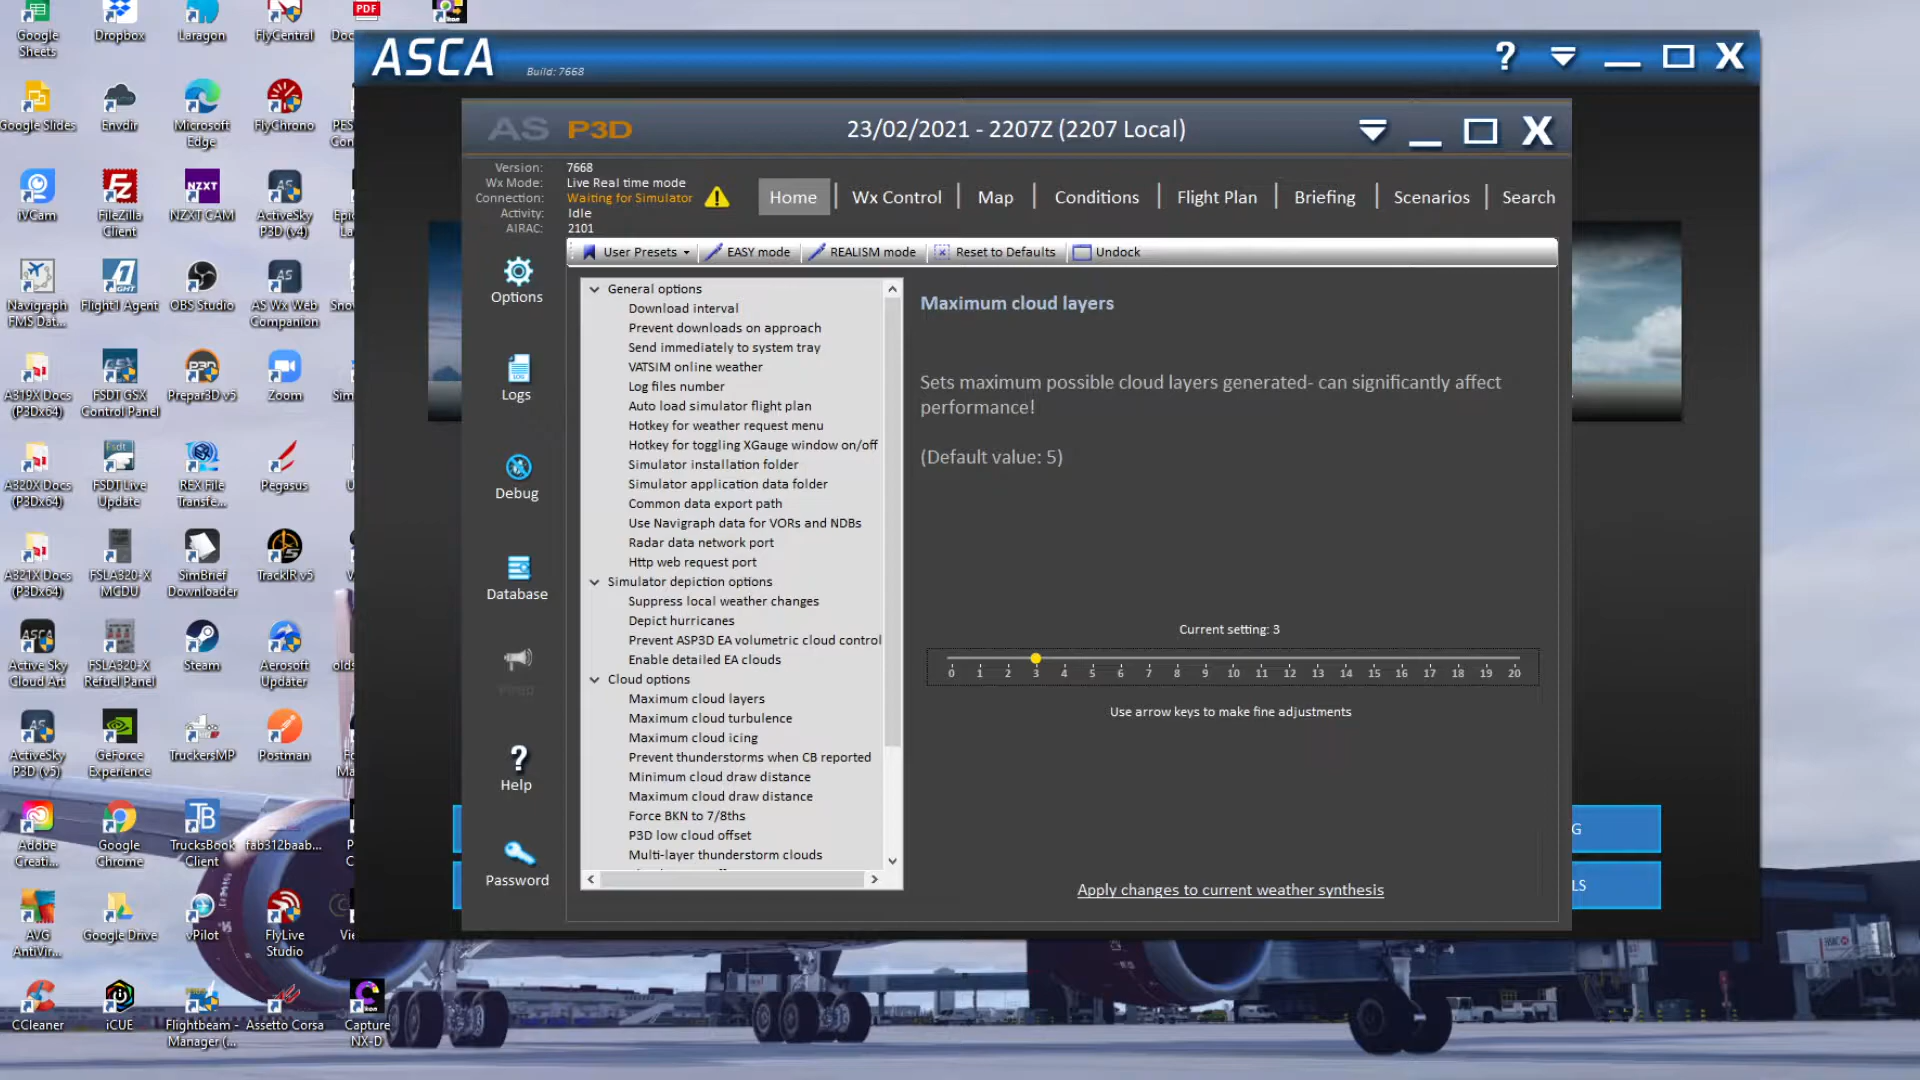 Google
Sheets
Dropbox
Laragon
FlyCentral
PDF
ASCA
Build: 7668
?
X
AS P3D
23/02/2021 - 2207Z (2207 Local)
X
Version: 7668
Wx Mode: Live Real time mode
Connection: Waiting for Simulator
Activity: Idle
AIRAC: 2101
Home
Wx Control
Map
Conditions
Flight Plan
Briefing
Scenarios
Search
User Presets
EASY mode
REALISM mode
Reset to Defaults
Undock
Options
Logs
Debug
Database
Help
Password
General options
Download interval
Prevent downloads on approach
Send immediately to system tray
VATSIM online weather
Log files number
Auto load simulator flight plan
Hotkey for weather request menu
Hotkey for toggling XGauge window on/off
Simulator installation folder
Simulator application data folder
Common data export path
Use Navigraph data for VORs and NDBs
Radar data network port
Http web request port
Simulator depiction options
Suppress local weather changes
Depict hurricanes
Prevent ASP3D EA volumetric cloud control
Enable detailed EA clouds
Cloud options
Maximum cloud layers
Maximum cloud turbulence
Maximum cloud icing
Prevent thunderstorms when CB reported
Minimum cloud draw distance
Maximum cloud draw distance
Force BKN to 7/8ths
P3D low cloud offset
Multi-layer thunderstorm clouds
Maximum cloud layers
Sets maximum possible cloud layers generated- can significantly affect
performance!
(Default value: 5)
Current setting: 3
0 1 2 3 4 5 6 7 8 9 10 11 12 13 14 15 16 17 18 19 20
Use arrow keys to make fine adjustments
Apply changes to current weather synthesis
G
LS
Google Slides
Envdir
Microsoft
Edge
FlyChrono
iVCam
FileZilla
Client
NZXT CAM
ActiveSky
P3D (v4)
Navigraph
FMS Dat...
Flight1 Agent
OBS Studio
AS Wx Web
Companion
A319X Docs
(P3Dx64)
FSDT GSX
Control Panel
Prepar3D v5
Zoom
A320X Docs
(P3Dx64)
FSDT Live
Update
REX File
Transfe...
Pegasus
A321X Docs
(P3Dx64)
FSLA320-X
MCDU
SimBrief
Downloader
TrackIR v5
Active Sky
Cloud Art
FSLA320-X
Refuel Panel
Steam
Aerosoft
Updater
ActiveSky
P3D (v5)
GeForce
Experience
TruckersMP
Postman
Adobe
Creati...
Google
Chrome
TrucksBook
Client
fab312baab...
AVG
AntiVir...
Google Drive
vPilot
FlyLive
Studio
CCleaner
iCUE
Flightbeam -
Manager (...
Assetto Corsa
Capture
NX-D